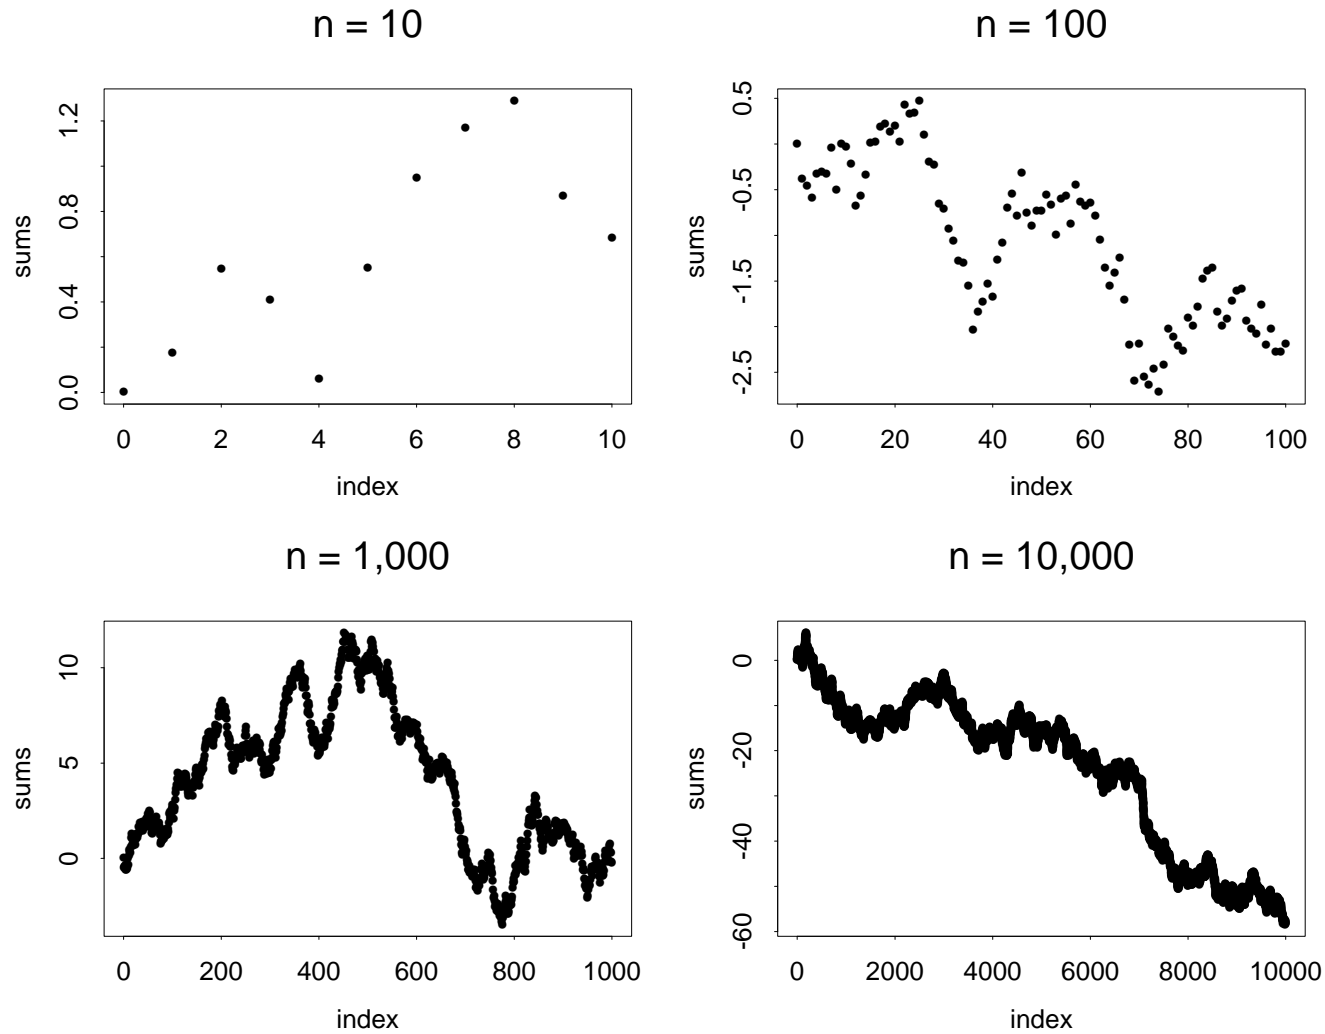 n = 10
sums
0.0 0.4 0.8 1.2
0 2 4 6 8 10
index
n = 100
sums
-2.5 -1.5 -0.5 0.5
0 20 40 60 80 100
index
n = 1,000
sums
0 5 10
0 200 400 600 800 1000
index
n = 10,000
sums
-60 -40 -20 0
0 2000 4000 6000 8000 10000
index